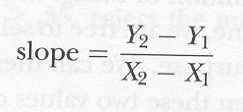 slope = Y₂ − Y₁ / X₂ − X₁